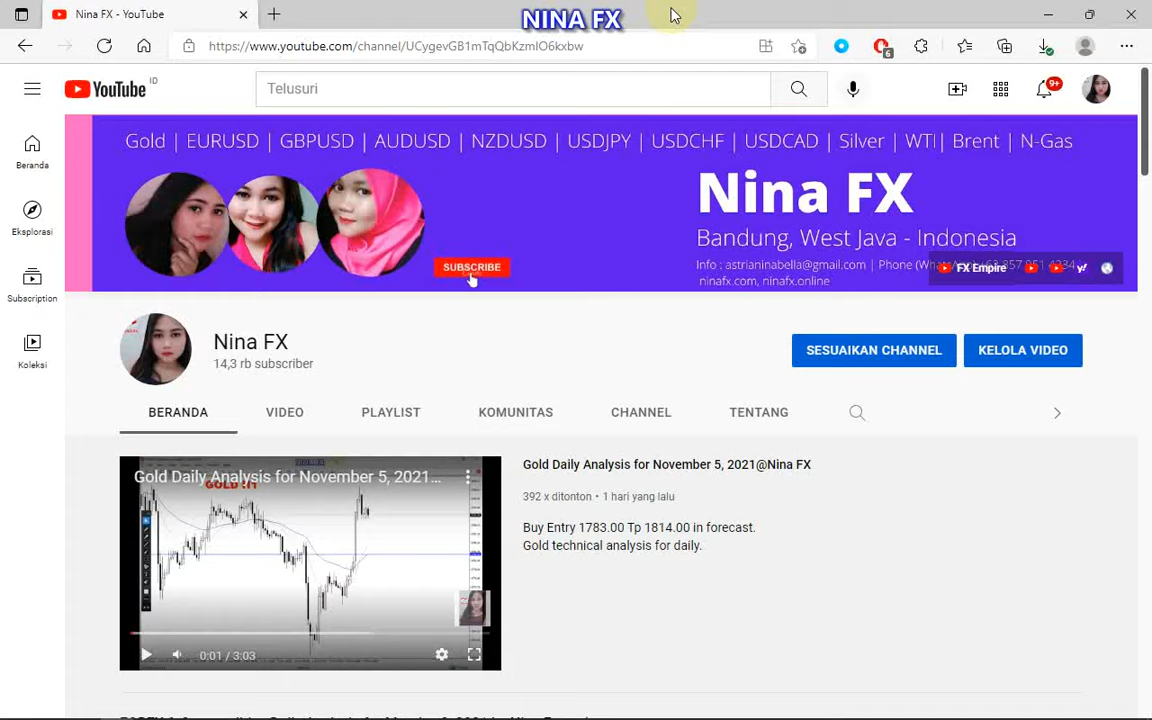 Nina FX - YouTube
NINA FX
https://www.youtube.com/channel/UCygevGB1mTqQbKzmIO6kxbw
6
YouTube ID
Telusuri
9+
Beranda
Eksplorasi
Subscription
Koleksi
Gold | EURUSD | GBPUSD | AUDUSD | NZDUSD | USDJPY | USDCHF | USDCAD | Silver | WTI | Brent | N-Gas
Nina FX
Bandung, West Java - Indonesia
Info : astrianinabella@gmail.com | Phone
ninafx.com, ninafx.online
FX Empire
SUBSCRIBE
Nina FX
14,3 rb subscriber
SESUAIKAN CHANNEL
KELOLA VIDEO
BERANDA
VIDEO
PLAYLIST
KOMUNITAS
CHANNEL
TENTANG
Gold Daily Analysis for November 5, 2021...
GOLD
0:01 / 3:03
Gold Daily Analysis for November 5, 2021@Nina FX
392 x ditonton • 1 hari yang lalu
Buy Entry 1783.00 Tp 1814.00 in forecast.
Gold technical analysis for daily.